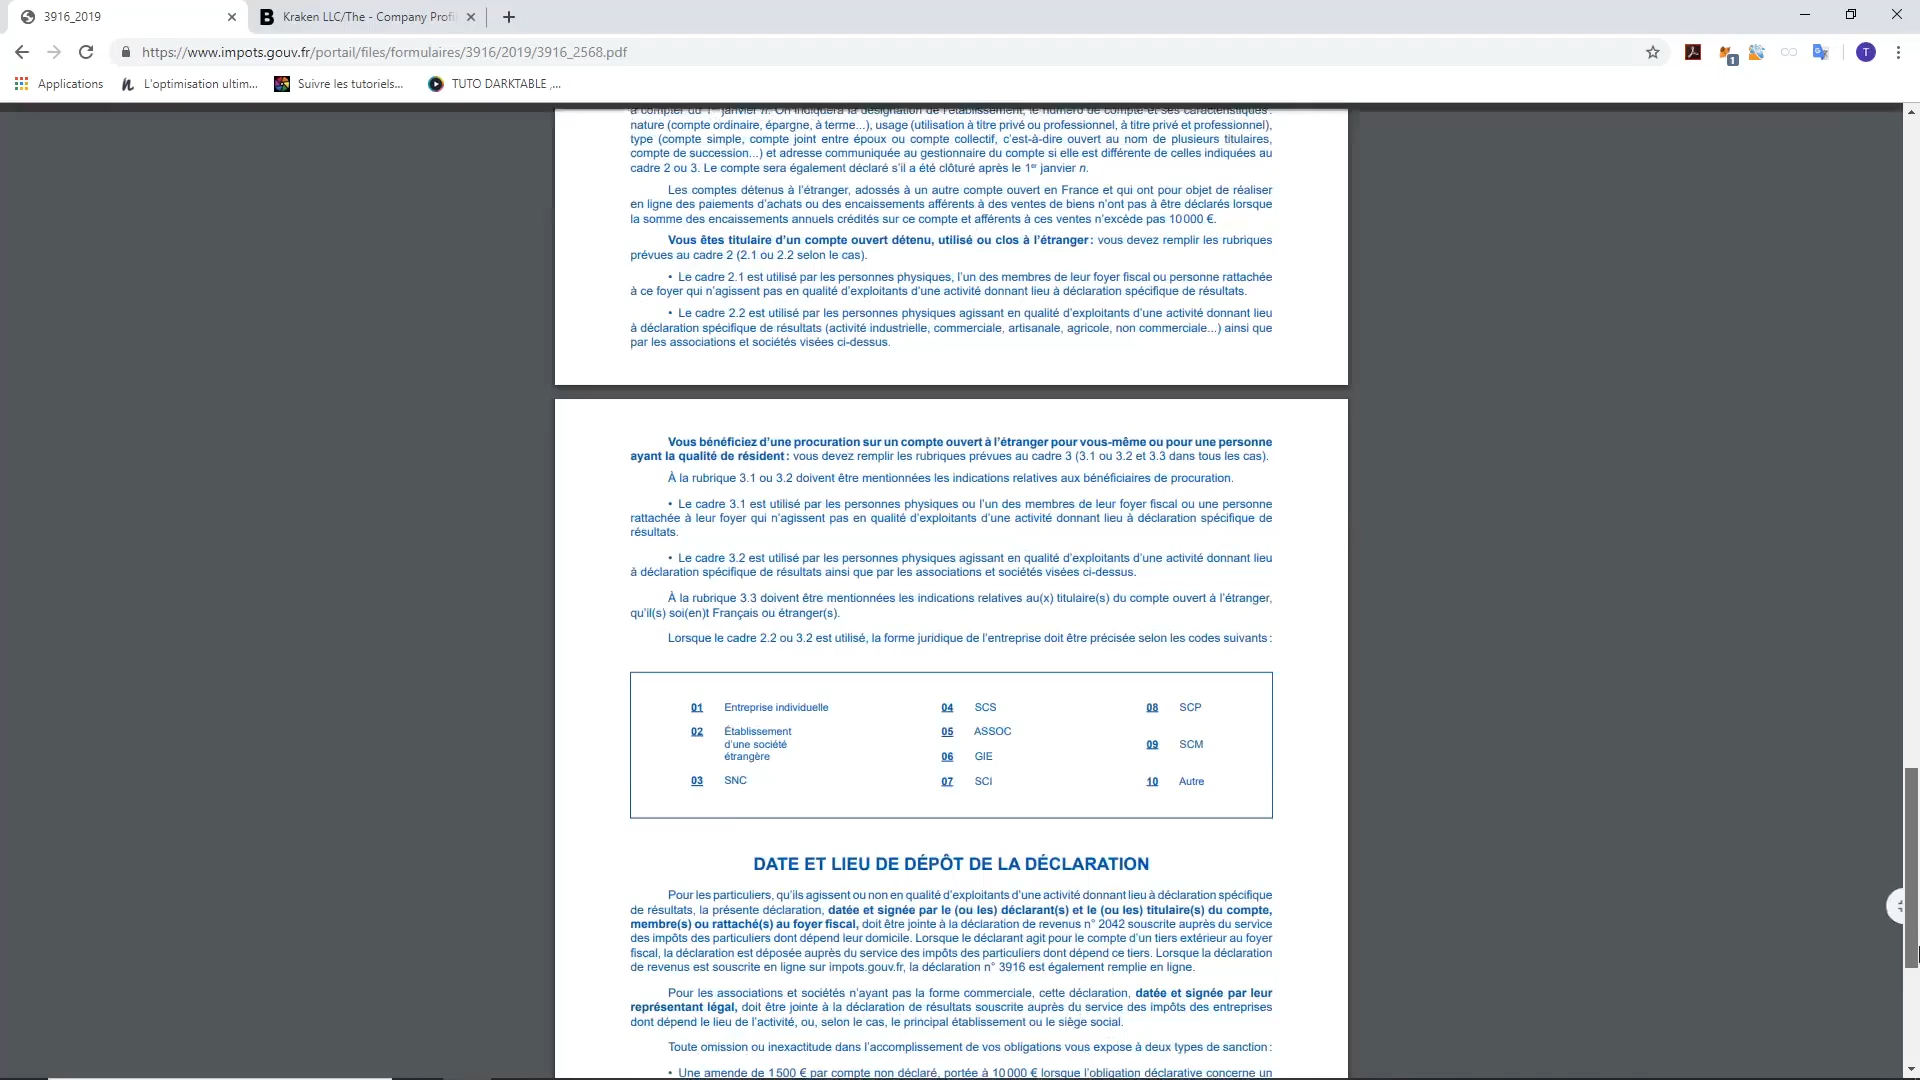 3916_2019
Kraken LLC/The - Company Profi
https://www.impots.gouv.fr/portail/files/formulaires/3916/2019/3916_2568.pdf
1
T
Applications
L'optimisation ultim...
Suivre les tutoriels...
TUTO DARKTABLE ,...
à compter du 1er janvier n. On indiquera la désignation de l'établissement, le numéro de compte et ses caractéristiques :
nature (compte ordinaire, épargne, à terme...), usage (utilisation à titre privé ou professionnel, à titre privé et professionnel),
type (compte simple, compte joint entre époux ou compte collectif, c'est-à-dire ouvert au nom de plusieurs titulaires,
compte de succession...) et adresse communiquée au gestionnaire du compte si elle est différente de celles indiquées au
cadre 2 ou 3. Le compte sera également déclaré s'il a été clôturé après le 1er janvier n.
Les comptes détenus à l'étranger, adossés à un autre compte ouvert en France et qui ont pour objet de réaliser
en ligne des paiements d'achats ou des encaissements afférents à des ventes de biens n'ont pas à être déclarés lorsque
la somme des encaissements annuels crédités sur ce compte et afférents à ces ventes n'excède pas 10 000 €.
Vous êtes titulaire d'un compte ouvert détenu, utilisé ou clos à l'étranger : vous devez remplir les rubriques
prévues au cadre 2 (2.1 ou 2.2 selon le cas).
• Le cadre 2.1 est utilisé par les personnes physiques, l'un des membres de leur foyer fiscal ou personne rattachée
à ce foyer qui n'agissent pas en qualité d'exploitants d'une activité donnant lieu à déclaration spécifique de résultats.
• Le cadre 2.2 est utilisé par les personnes physiques agissant en qualité d'exploitants d'une activité donnant lieu
à déclaration spécifique de résultats (activité industrielle, commerciale, artisanale, agricole, non commerciale...) ainsi que
par les associations et sociétés visées ci-dessus.
Vous bénéficiez d'une procuration sur un compte ouvert à l'étranger pour vous-même ou pour une personne
ayant la qualité de résident : vous devez remplir les rubriques prévues au cadre 3 (3.1 ou 3.2 et 3.3 dans tous les cas).
À la rubrique 3.1 ou 3.2 doivent être mentionnées les indications relatives aux bénéficiaires de procuration.
• Le cadre 3.1 est utilisé par les personnes physiques ou l'un des membres de leur foyer fiscal ou une personne
rattachée à leur foyer qui n'agissent pas en qualité d'exploitants d'une activité donnant lieu à déclaration spécifique de
résultats.
• Le cadre 3.2 est utilisé par les personnes physiques agissant en qualité d'exploitants d'une activité donnant lieu
à déclaration spécifique de résultats ainsi que par les associations et sociétés visées ci-dessus.
À la rubrique 3.3 doivent être mentionnées les indications relatives au(x) titulaire(s) du compte ouvert à l'étranger,
qu'il(s) soi(en)t Français ou étranger(s).
Lorsque le cadre 2.2 ou 3.2 est utilisé, la forme juridique de l'entreprise doit être précisée selon les codes suivants :
01 Entreprise individuelle
02 Établissement
d'une société
étrangère
03 SNC
04 SCS
05 ASSOC
06 GIE
07 SCI
08 SCP
09 SCM
10 Autre
DATE ET LIEU DE DÉPÔT DE LA DÉCLARATION
Pour les particuliers, qu'ils agissent ou non en qualité d'exploitants d'une activité donnant lieu à déclaration spécifique
de résultats, la présente déclaration, datée et signée par le (ou les) déclarant(s) et le (ou les) titulaire(s) du compte,
membre(s) ou rattaché(s) au foyer fiscal, doit être jointe à la déclaration de revenus n° 2042 souscrite auprès du service
des impôts des particuliers dont dépend leur domicile. Lorsque le déclarant agit pour le compte d'un tiers extérieur au foyer
fiscal, la déclaration est déposée auprès du service des impôts des particuliers dont dépend ce tiers. Lorsque la déclaration
de revenus est souscrite en ligne sur impots.gouv.fr, la déclaration n° 3916 est également remplie en ligne.
Pour les associations et sociétés n'ayant pas la forme commerciale, cette déclaration, datée et signée par leur
représentant légal, doit être jointe à la déclaration de résultats souscrite auprès du service des impôts des entreprises
dont dépend le lieu de l'activité, ou, selon le cas, le principal établissement ou le siège social.
Toute omission ou inexactitude dans l'accomplissement de vos obligations vous expose à deux types de sanction :
• Une amende de 1 500 € par compte non déclaré, portée à 10 000 € lorsque l'obligation déclarative concerne un